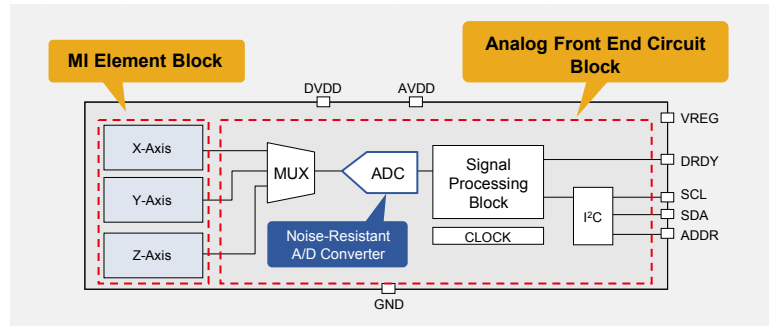 MI Element Block
Analog Front End Circuit
Block
DVDD
AVDD
VREG
X-Axis
Y-Axis
Z-Axis
MUX
ADC
Signal
Processing
Block
CLOCK
I²C
DRDY
SCL
SDA
ADDR
Noise-Resistant
A/D Converter
GND